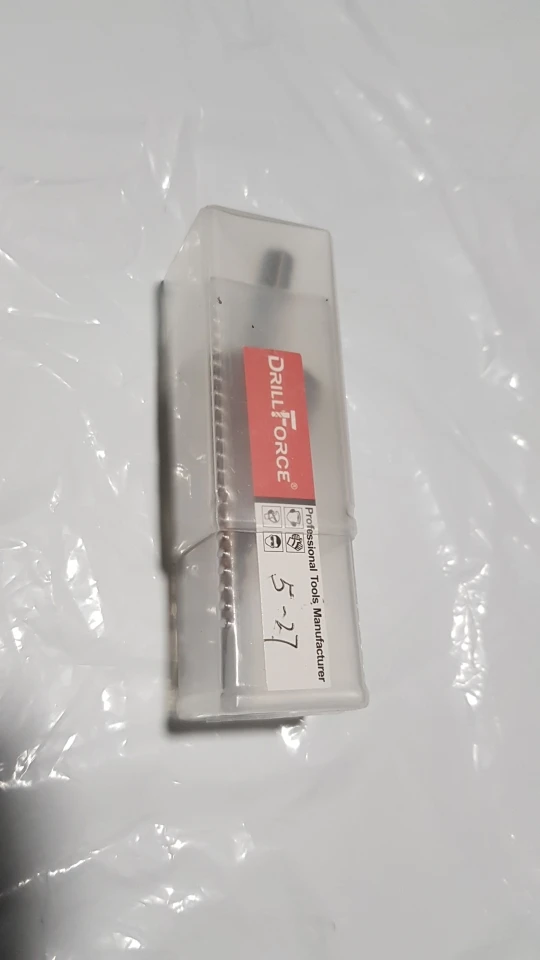 DRILLFORCE®
Professional Tools Manufacturer
5-27